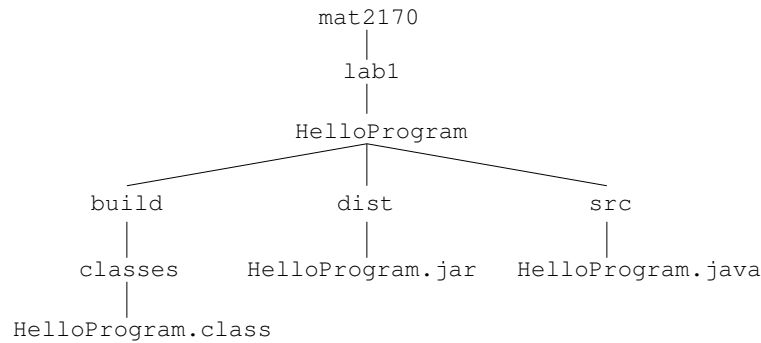 mat2170
lab1
HelloProgram
build dist src
classes HelloProgram.jar HelloProgram.java
HelloProgram.class